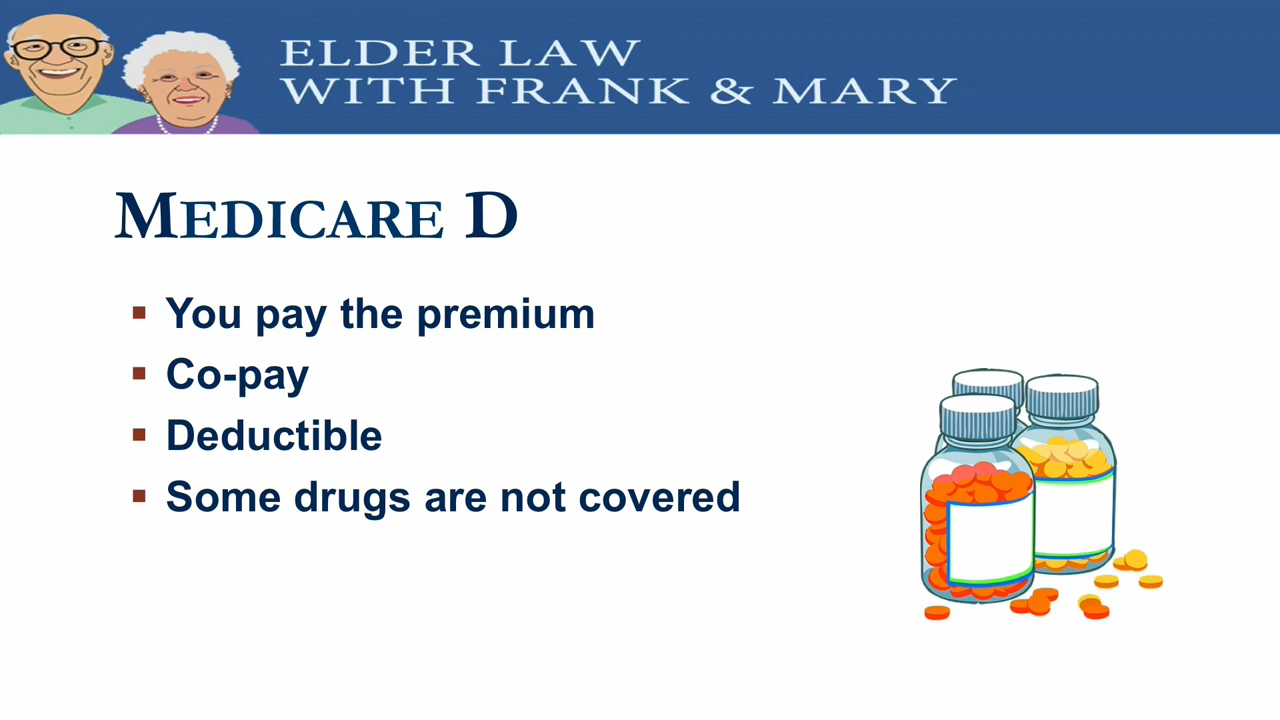 ELDER LAW
WITH FRANK & MARY
MEDICARE D
▪ You pay the premium
▪ Co-pay
▪ Deductible
▪ Some drugs are not covered